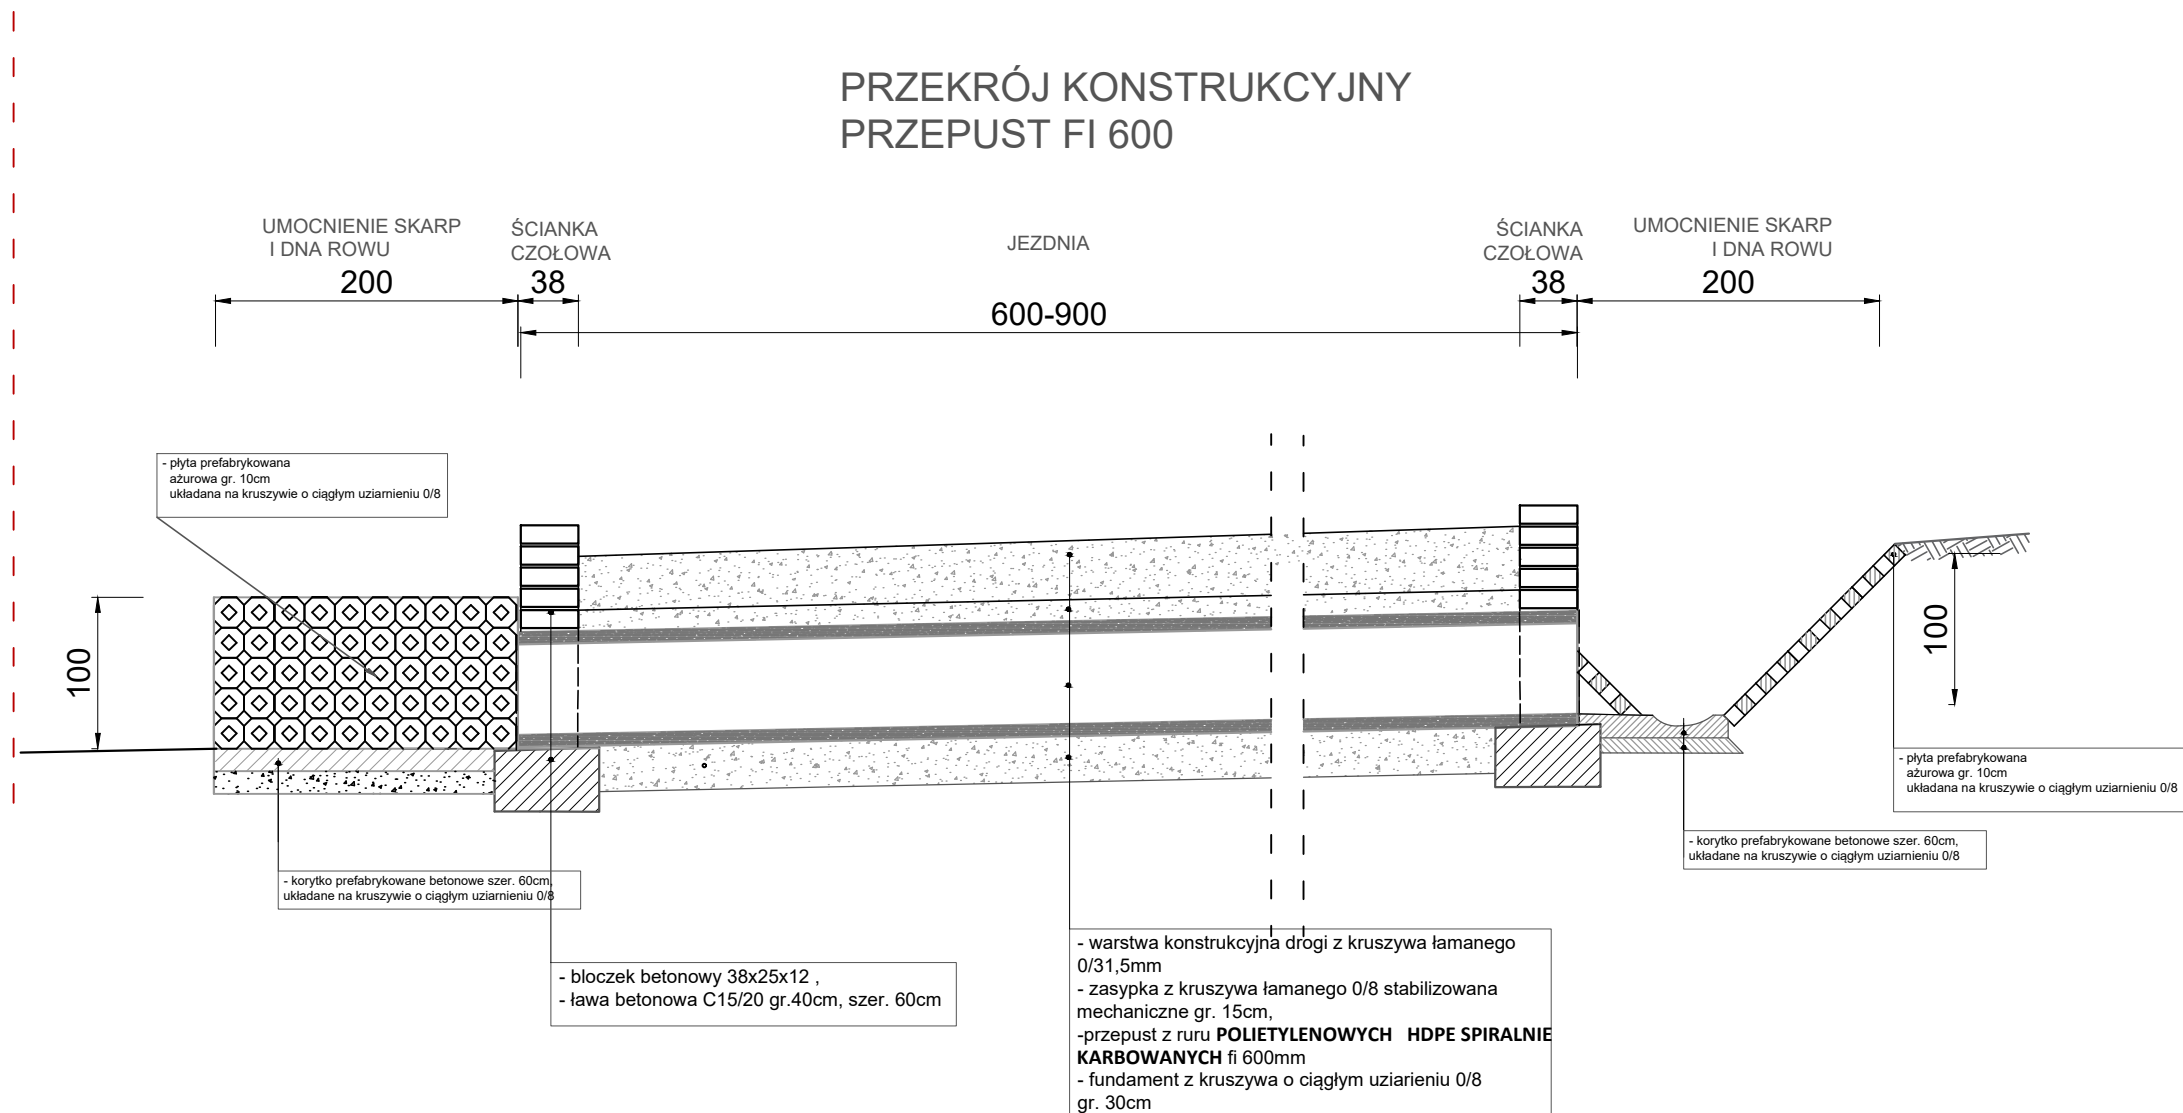 PRZEKRÓJ KONSTRUKCYJNY
PRZEPUST FI 600
UMOCNIENIE SKARP
I DNA ROWU
200
ŚCIANKA
CZOŁOWA
38
JEZDNIA
600-900
ŚCIANKA
CZOŁOWA
38
UMOCNIENIE SKARP
I DNA ROWU
200
- płyta prefabrykowana
ażurowa gr. 10cm
układana na kruszywie o ciągłym uziarnieniu 0/8
100
100
- płyta prefabrykowana
ażurowa gr. 10cm
układana na kruszywie o ciągłym uziarnieniu 0/8
- korytko prefabrykowane betonowe szer. 60cm,
układane na kruszywie o ciągłym uziarnieniu 0/8
- korytko prefabrykowane betonowe szer. 60cm,
układane na kruszywie o ciągłym uziarnieniu 0/8
- bloczek betonowy 38x25x12 ,
- ława betonowa C15/20 gr.40cm, szer. 60cm
- warstwa konstrukcyjna drogi z kruszywa łamanego
0/31,5mm
- zasypka z kruszywa łamanego 0/8 stabilizowana
mechaniczne gr. 15cm,
-przepust z ruru POLIETYLENOWYCH HDPE SPIRALNIE
KARBOWANYCH fi 600mm
- fundament z kruszywa o ciągłym uziarieniu 0/8
gr. 30cm